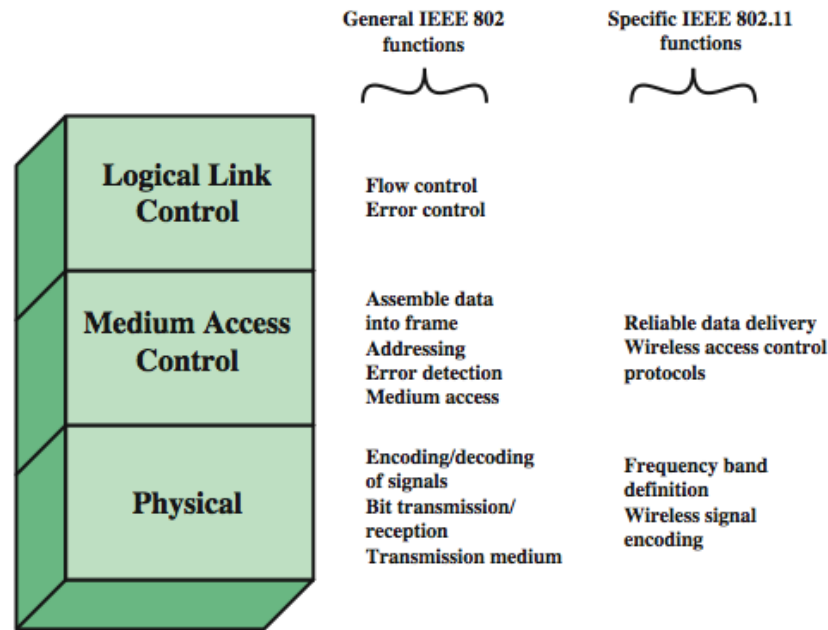 General IEEE 802
functions
Specific IEEE 802.11
functions
Logical Link
Control
Flow control
Error control
Medium Access
Control
Assemble data
into frame
Addressing
Error detection
Medium access
Reliable data delivery
Wireless access control
protocols
Physical
Encoding/decoding
of signals
Bit transmission/
reception
Transmission medium
Frequency band
definition
Wireless signal
encoding